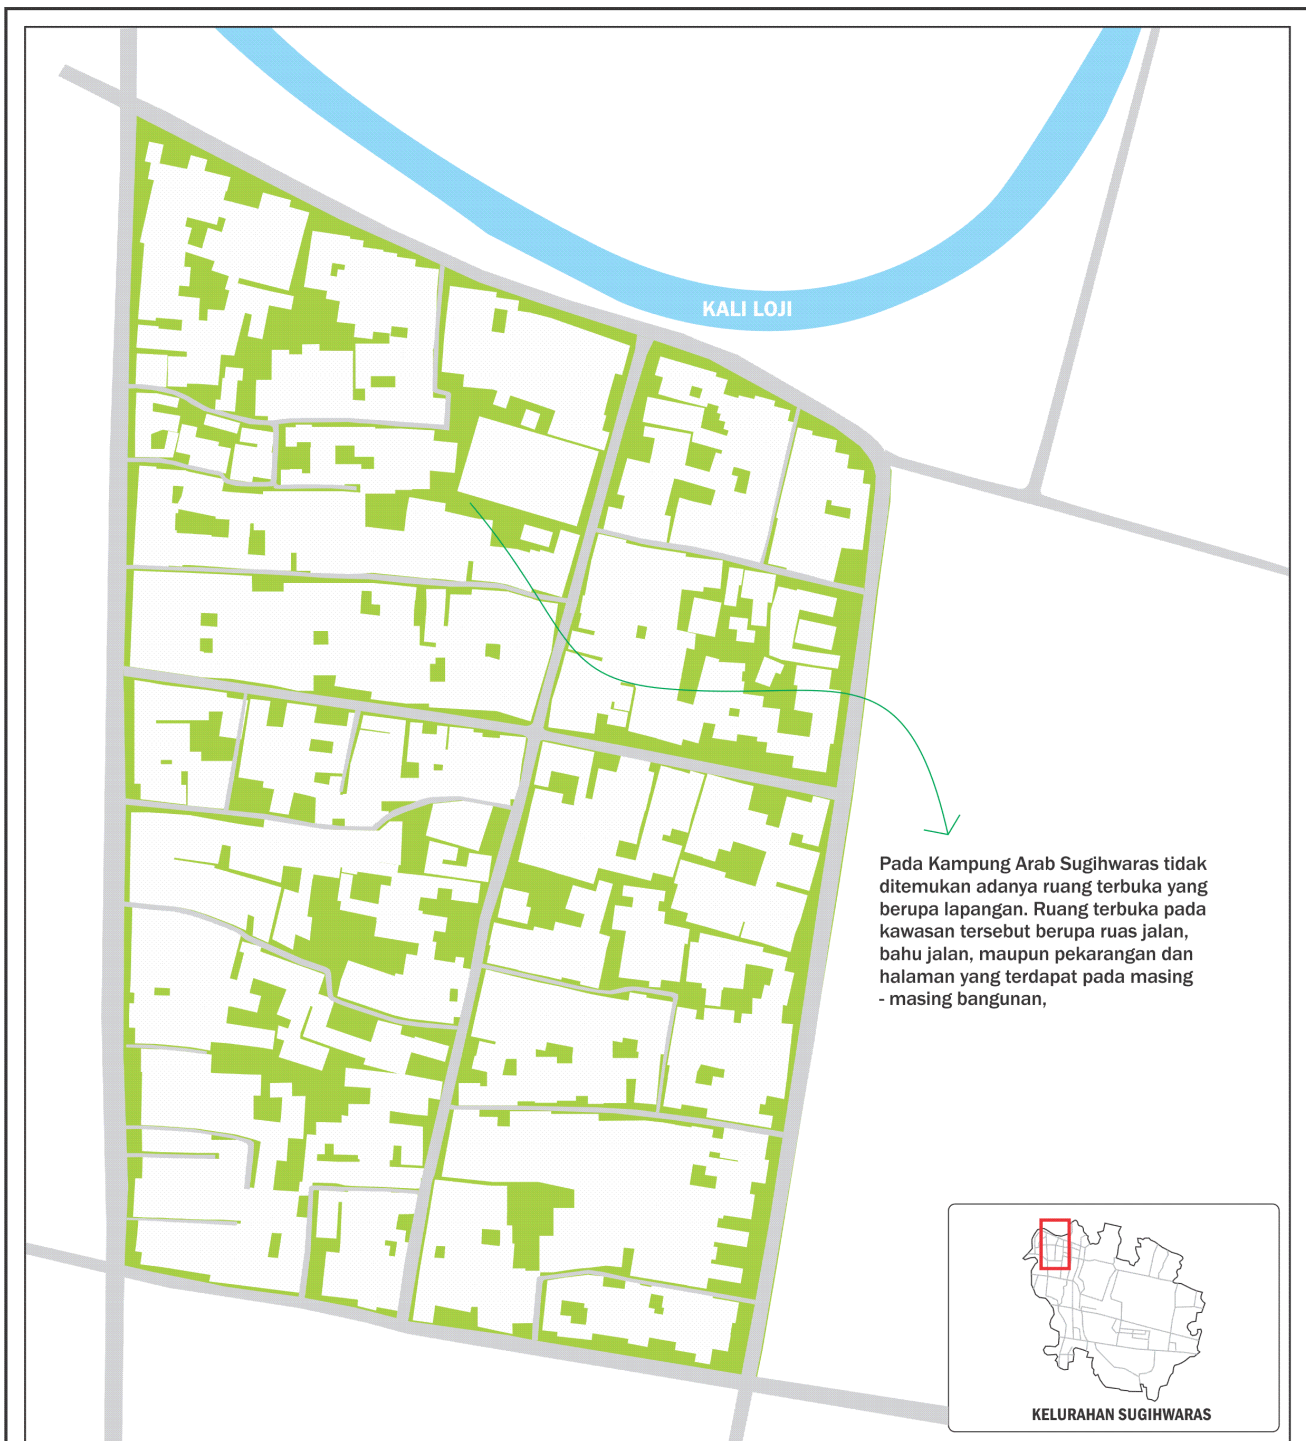 KALI LOJI
Pada Kampung Arab Sugihwaras tidak
ditemukan adanya ruang terbuka yang
berupa lapangan. Ruang terbuka pada
kawasan tersebut berupa ruas jalan,
bahu jalan, maupun pekarangan dan
halaman yang terdapat pada masing
- masing bangunan,
KELURAHAN SUGIHWARAS